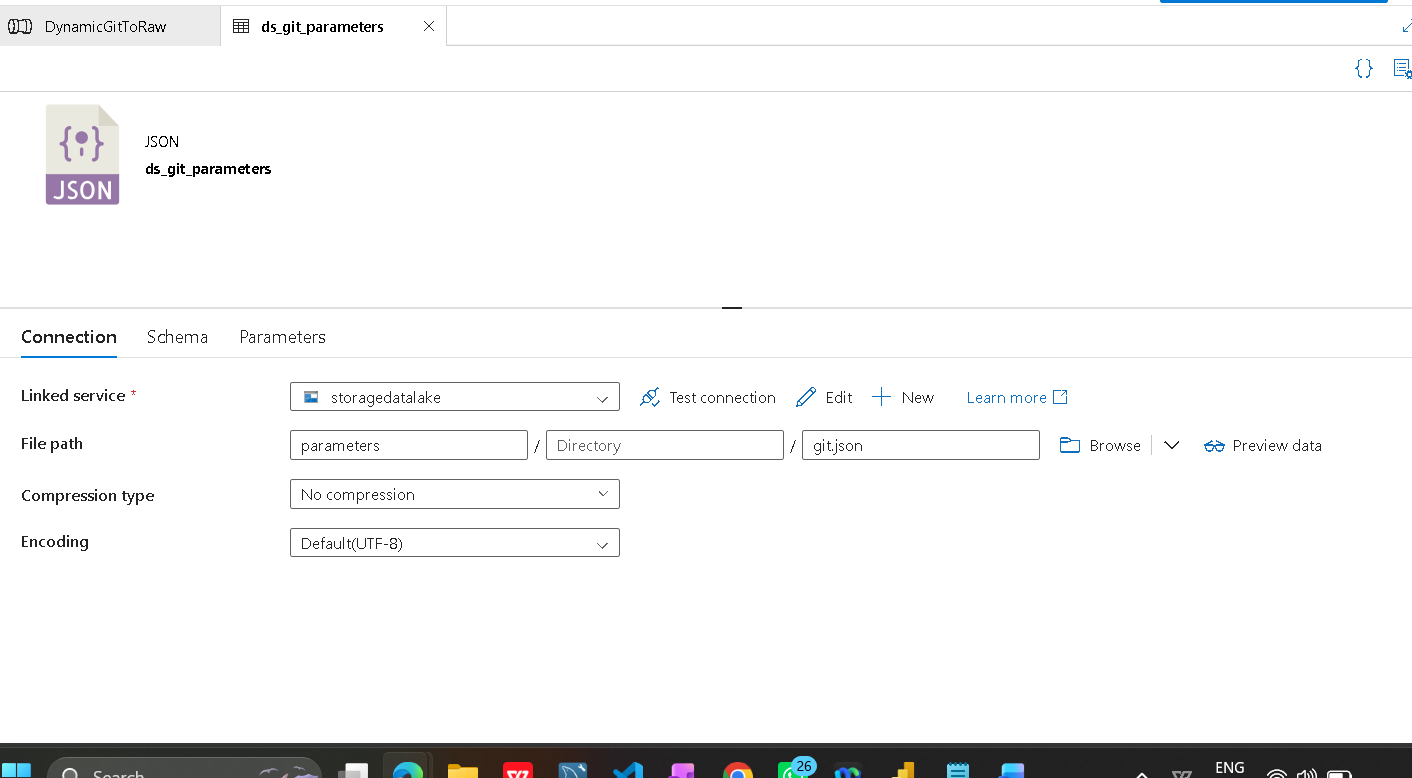 DynamicGitToRaw ds_git_parameters
{}
JSON
ds_git_parameters
JSON
Connection Schema Parameters
Linked service * storagedatalake Test connection Edit New Learn more
File path parameters / Directory / git.json Browse Preview data
Compression type No compression
Encoding Default(UTF-8)
26
ENG
Search